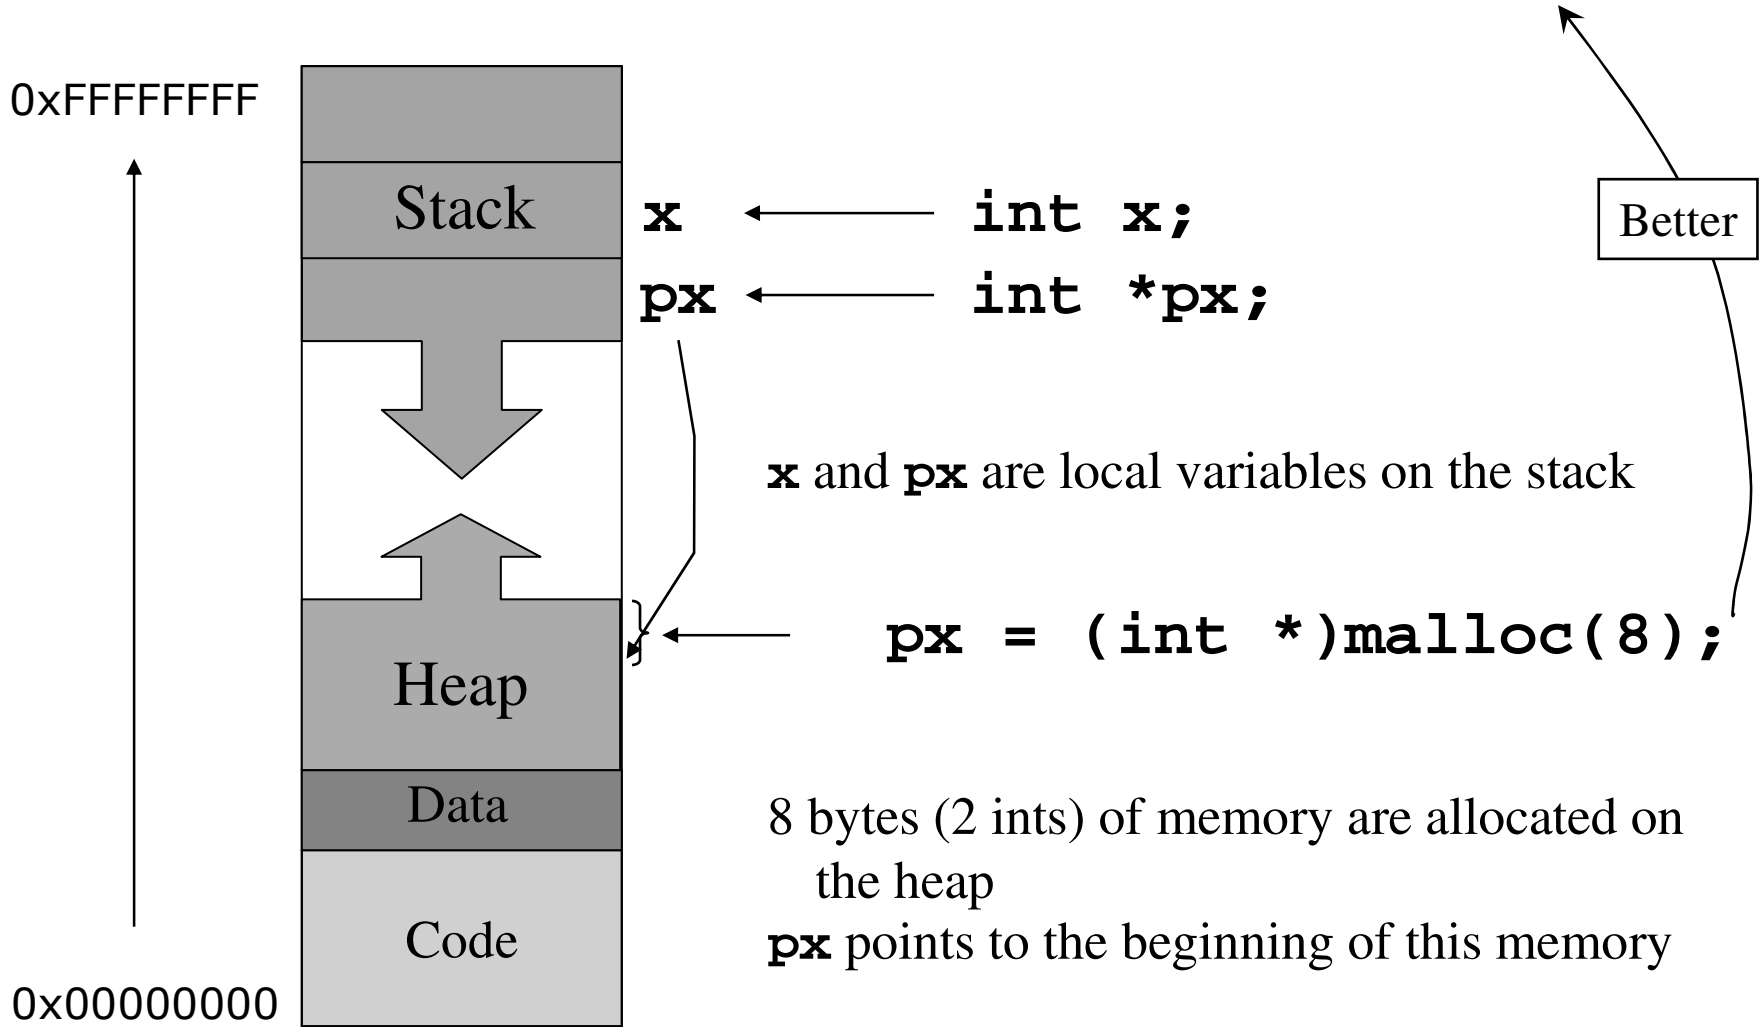 0xFFFFFFFF
Stack
x
int x;
Better
px
int *px;
x and px are local variables on the stack
px = (int *)malloc(8);
Heap
Data
8 bytes (2 ints) of memory are allocated on
the heap
Code
px points to the beginning of this memory
0x00000000